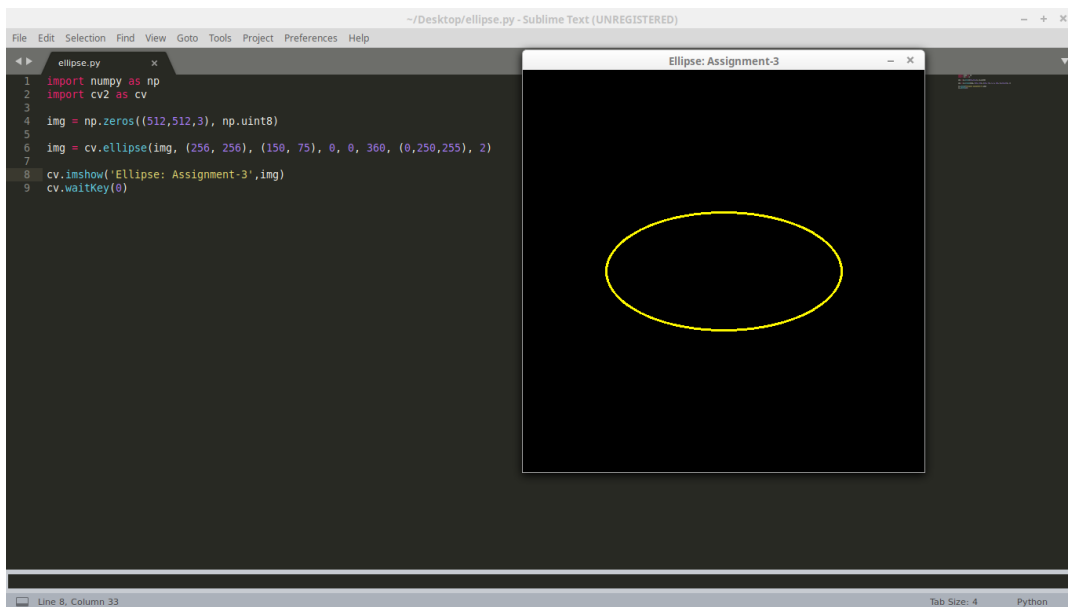 ~/Desktop/ellipse.py - Sublime Text (UNREGISTERED)
File Edit Selection Find View Goto Tools Project Preferences Help
ellipse.py
1 import numpy as np
2 import cv2 as cv
3
4 img = np.zeros((512,512,3), np.uint8)
5
6 img = cv.ellipse(img, (256, 256), (150, 75), 0, 0, 360, (0,250,255), 2)
7
8 cv.imshow('Ellipse: Assignment-3',img)
9 cv.waitKey(0)
Ellipse: Assignment-3
Line 8, Column 33
Tab Size: 4
Python